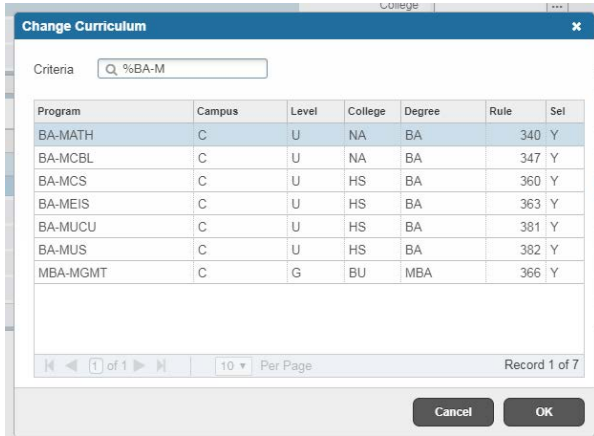 College ...
Change Curriculum ×
Criteria %BA-M
Program Campus Level College Degree Rule Sel
BA-MATH C U NA BA 340 Y
BA-MCBL C U NA BA 347 Y
BA-MCS C U HS BA 360 Y
BA-MEIS C U HS BA 363 Y
BA-MUCU C U HS BA 381 Y
BA-MUS C U HS BA 382 Y
MBA-MGMT C G BU MBA 366 Y
1 of 1 10 Per Page Record 1 of 7
Cancel OK